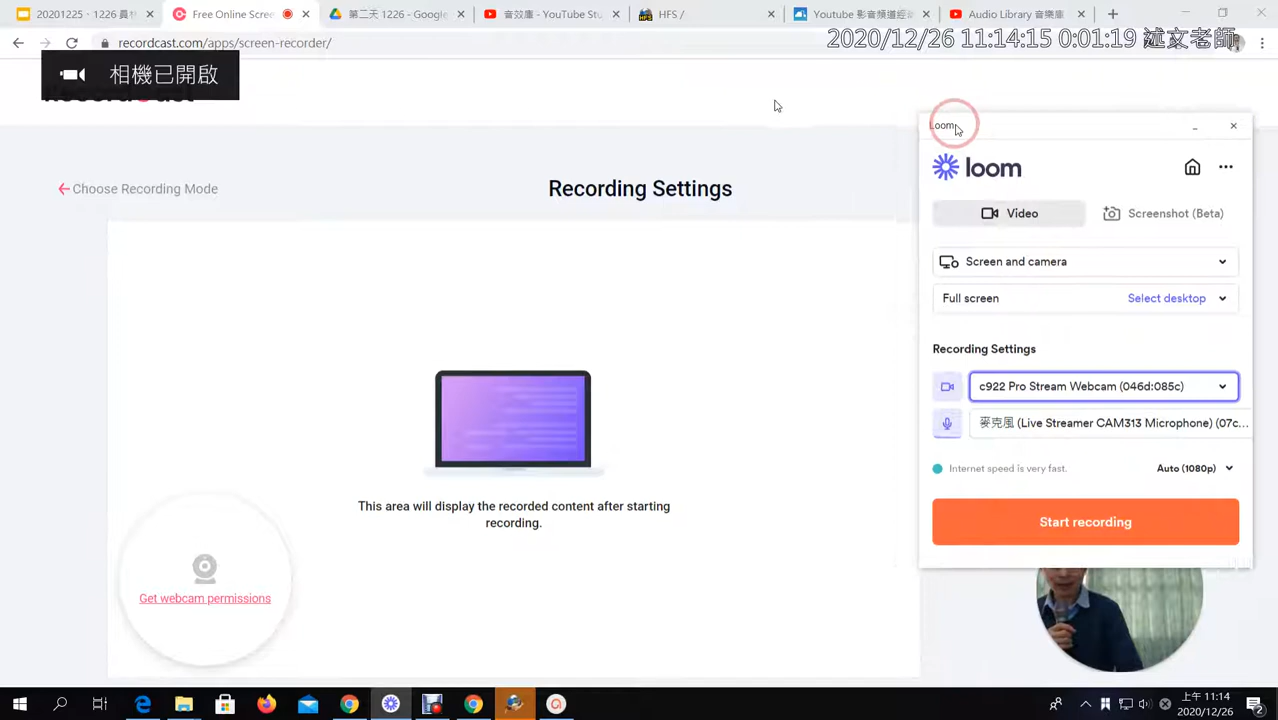 20201225、1226 員林
Free Online Scree
第二天 1226 - Google
音效庫 - YouTube Stu
HFS /
Youtube 影音頻道經
Audio Library 音樂庫
recordcast.com/apps/screen-recorder/
2020/12/26 11:14:15 0:01:19 述文老師
相機已開啟
Choose Recording Mode
Recording Settings
This area will display the recorded content after starting
recording.
Get webcam permissions
Loom
loom
Video
Screenshot (Beta)
Screen and camera
Full screen
Select desktop
Recording Settings
c922 Pro Stream Webcam (046d:085c)
麥克風 (Live Streamer CAM313 Microphone) (07c...
Internet speed is very fast.
Auto (1080p)
Start recording
上午 11:14
2020/12/26
2